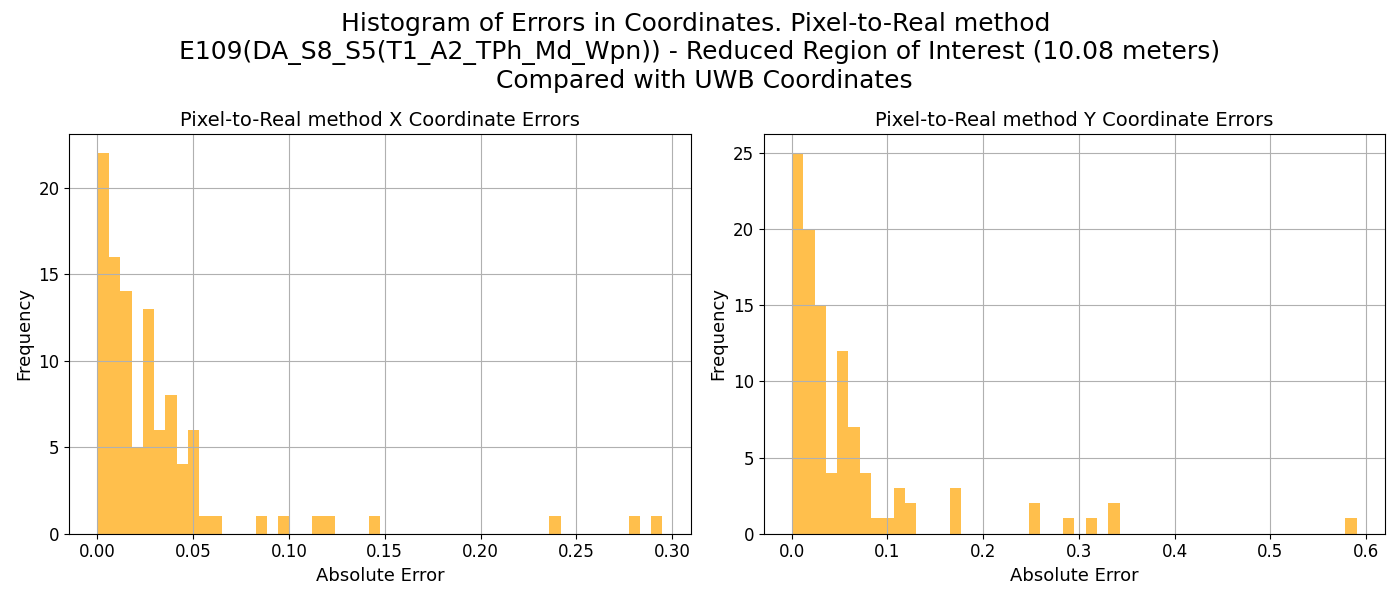 Histogram of Errors in Coordinates. Pixel-to-Real method
E109(DA_S8_S5(T1_A2_TPh_Md_Wpn)) - Reduced Region of Interest (10.08 meters)
Compared with UWB Coordinates
Pixel-to-Real method X Coordinate Errors
Frequency
20
15
10
5
0
0.00 0.05 0.10 0.15 0.20 0.25 0.30
Absolute Error
Pixel-to-Real method Y Coordinate Errors
Frequency
25
20
15
10
5
0
0.0 0.1 0.2 0.3 0.4 0.5 0.6
Absolute Error